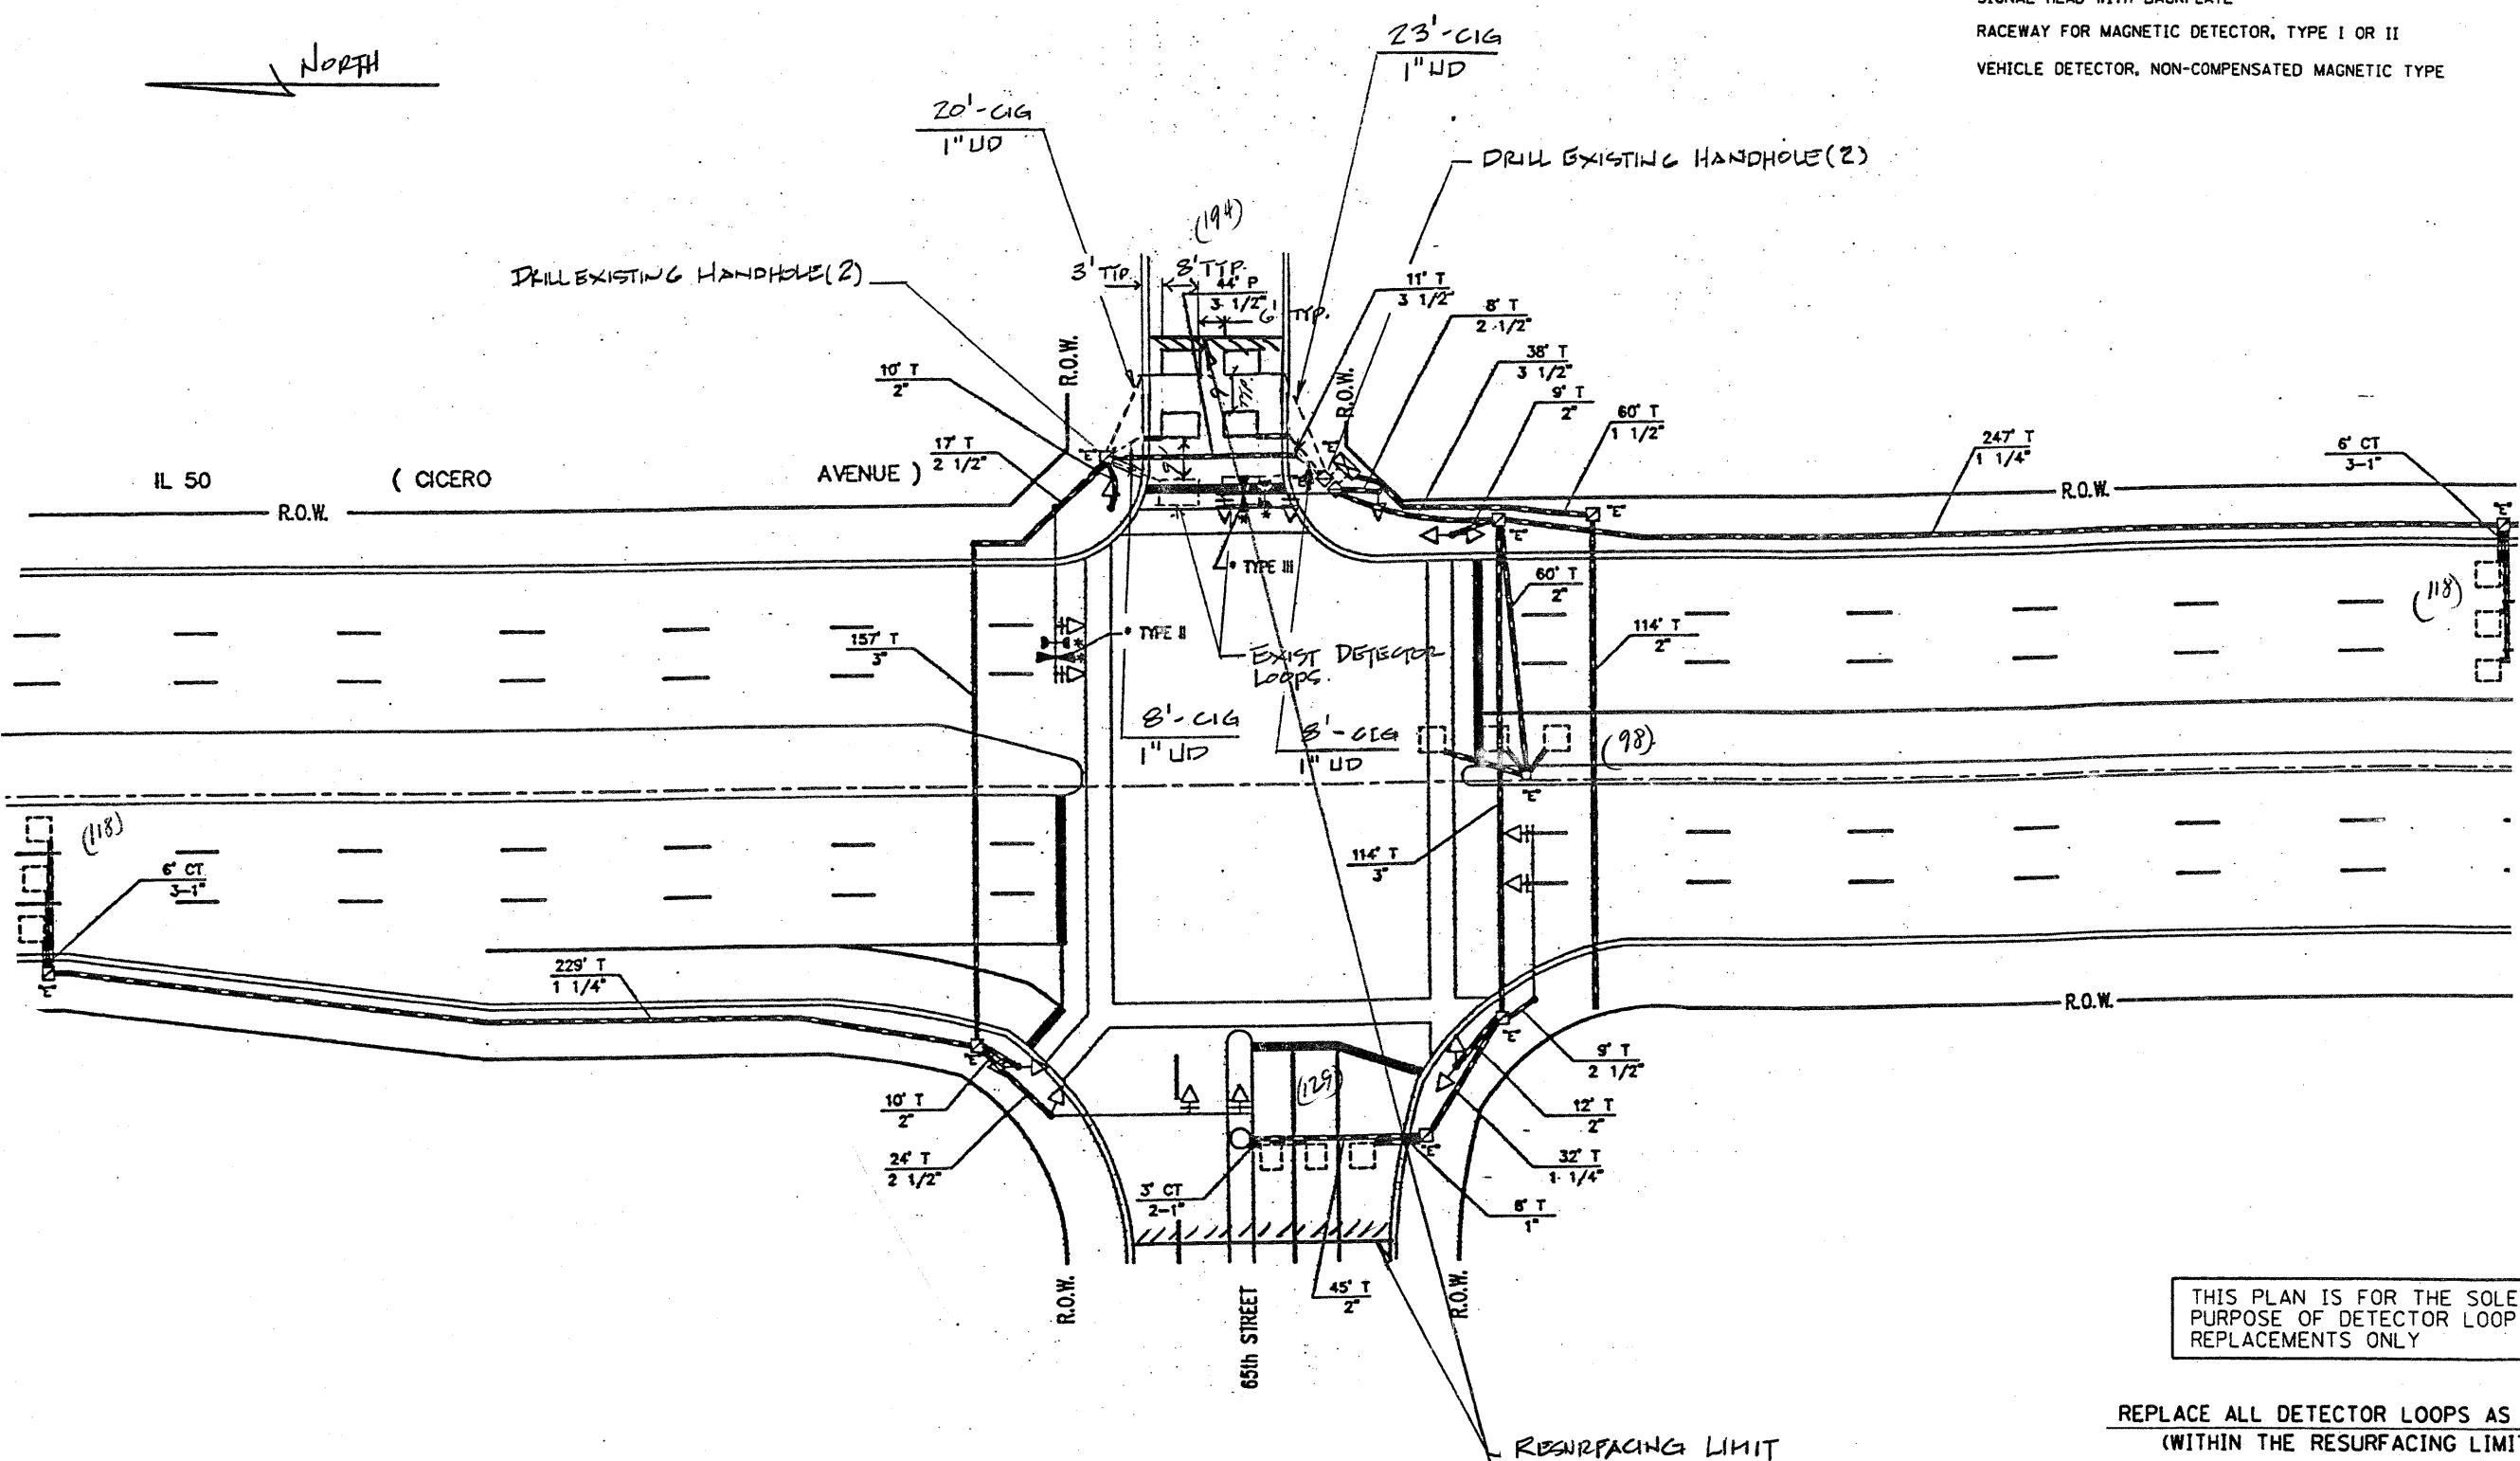 RACEWAY FOR MAGNETIC DETECTOR, TYPE I OR II
VEHICLE DETECTOR, NON-COMPENSATED MAGNETIC TYPE
NORTH
23'-CIG
1" UD
20'-CIG
1" UD
DRILL EXISTING HANDHOLE(2)
(194)
DRILL EXISTING HANDHOLE(2)
3' TYP.
8' TYP.
44' P
3 1/2"
6' TYP.
11' T
3 1/2"
8' T
2 1/2"
38' T
3 1/2"
9' T
2"
60' T
1 1/2"
247' T
1 1/4"
6' CT
3-1"
10' T
2"
17' T
2 1/2"
R.O.W.
R.O.W.
"E"
"E"
"E"
"E"
"E"
"E"
IL 50
( CICERO
AVENUE )
R.O.W.
R.O.W.
* TYPE III
* TYPE II
60' T
2"
114' T
2"
(118)
157' T
3"
EXIST DETECTOR
LOOPS.
8'-CIG
1" UD
8'-CIG
1" UD
(98)
"E"
(118)
6' CT
3-1"
114' T
3"
"E"
229' T
1 1/4"
R.O.W.
"E"
"E"
9' T
2 1/2"
10' T
2"
(129)
12' T
2"
24' T
2 1/2"
"E"
32' T
1 1/4"
3' CT
2-1"
8' T
1"
45' T
2"
R.O.W.
65th STREET
R.O.W.
THIS PLAN IS FOR THE SOLE
PURPOSE OF DETECTOR LOOP
REPLACEMENTS ONLY
REPLACE ALL DETECTOR LOOPS AS
(WITHIN THE RESURFACING LIMIT
RESURFACING LIMIT